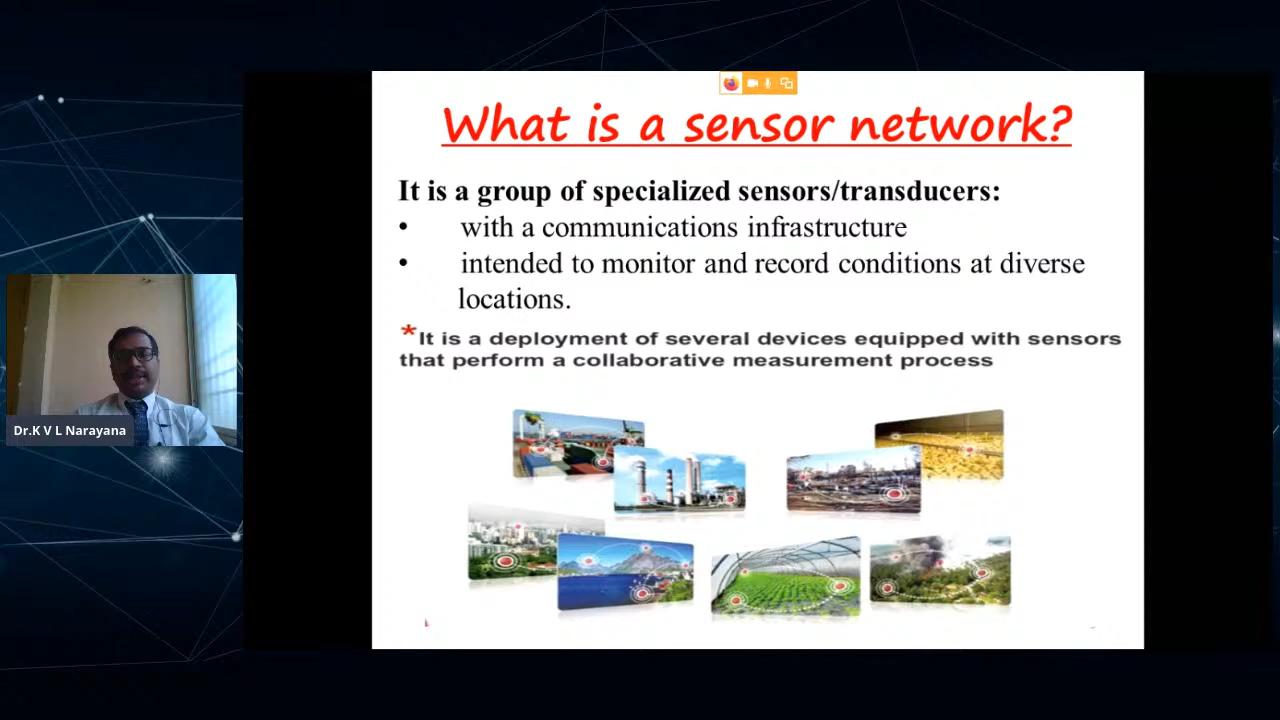 What is a sensor network?
It is a group of specialized sensors/transducers:
• with a communications infrastructure
• intended to monitor and record conditions at diverse
locations.
*It is a deployment of several devices equipped with sensors
that perform a collaborative measurement process
Dr.K V L Narayana